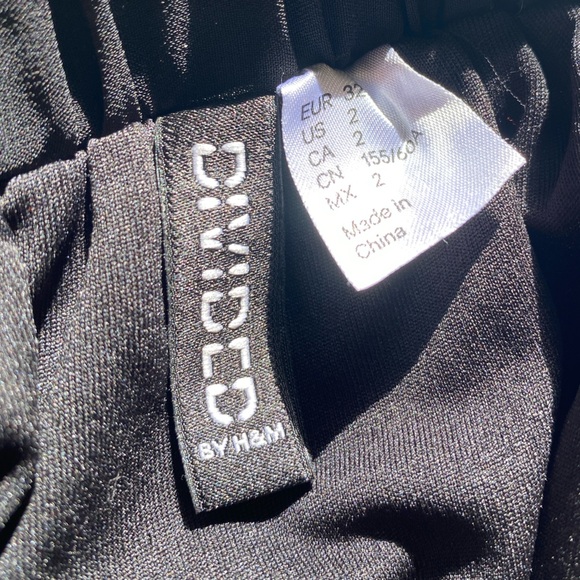 DIVIDED
BY H&M
EUR 32
US 2
CA 2
CN 155/60A
MX 2
Made in
China